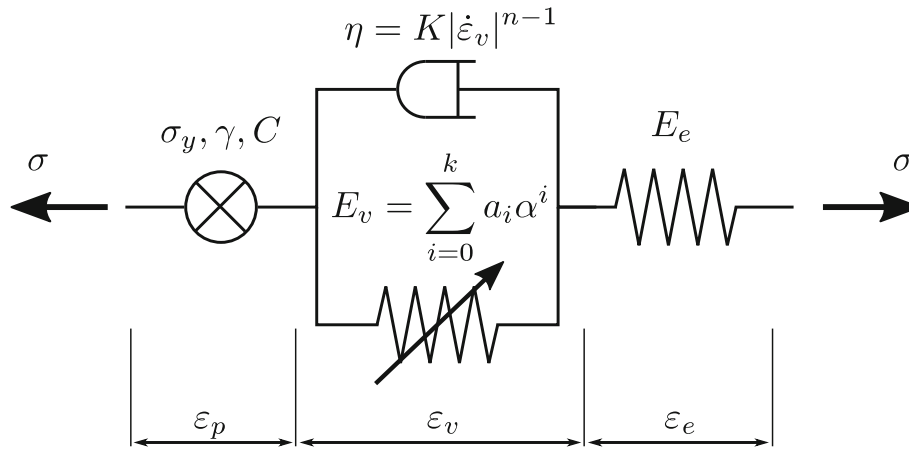 η = K|ε̇_v|^{n−1}
σ_y, γ, C
E_e
σ
σ
E_v = ∑_{i=0}^{k} a_i α^i
ε_p
ε_v
ε_e